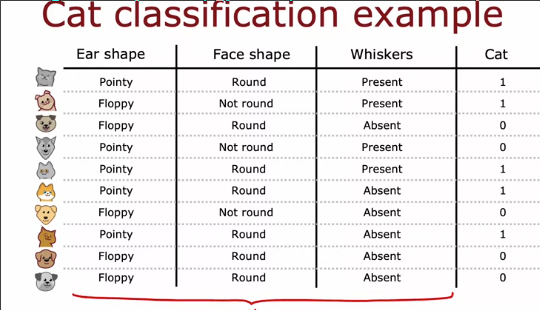 Cat classification example
Ear shape Face shape Whiskers Cat
Pointy Round Present 1
Floppy Not round Present 1
Floppy Round Absent 0
Pointy Not round Present 0
Pointy Round Present 1
Pointy Round Absent 1
Floppy Not round Absent 0
Pointy Round Absent 1
Floppy Round Absent 0
Floppy Round Absent 0